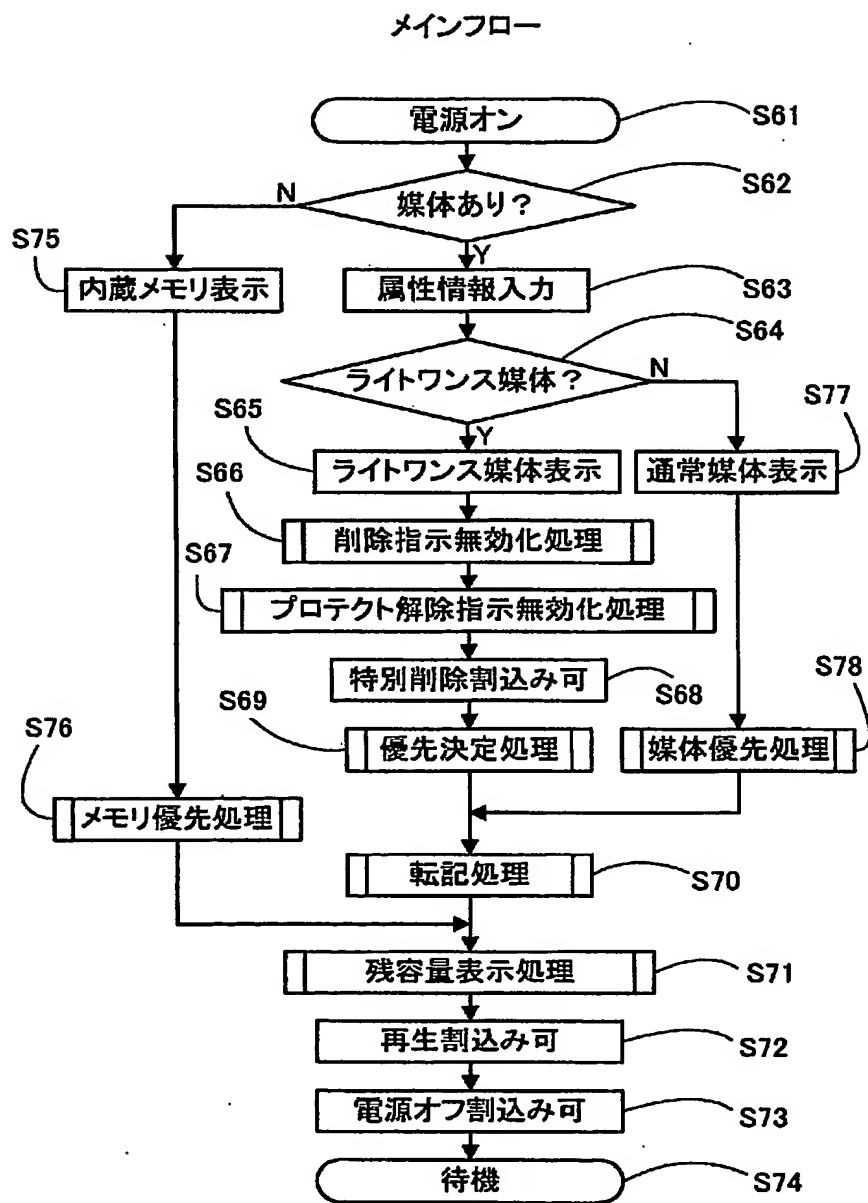 メインフロー
電源オン
S61
媒体あり?
S62
N
Y
S75
内蔵メモリ表示
属性情報入力
S63
S64
ライトワンス媒体?
N
S77
S65
Y
ライトワンス媒体表示
通常媒体表示
S66
削除指示無効化処理
S67
プロテクト解除指示無効化処理
特別削除割込み可
S68
S78
S69
優先決定処理
媒体優先処理
S76
メモリ優先処理
転記処理
S70
残容量表示処理
S71
再生割込み可
S72
電源オフ割込み可
S73
待機
S74